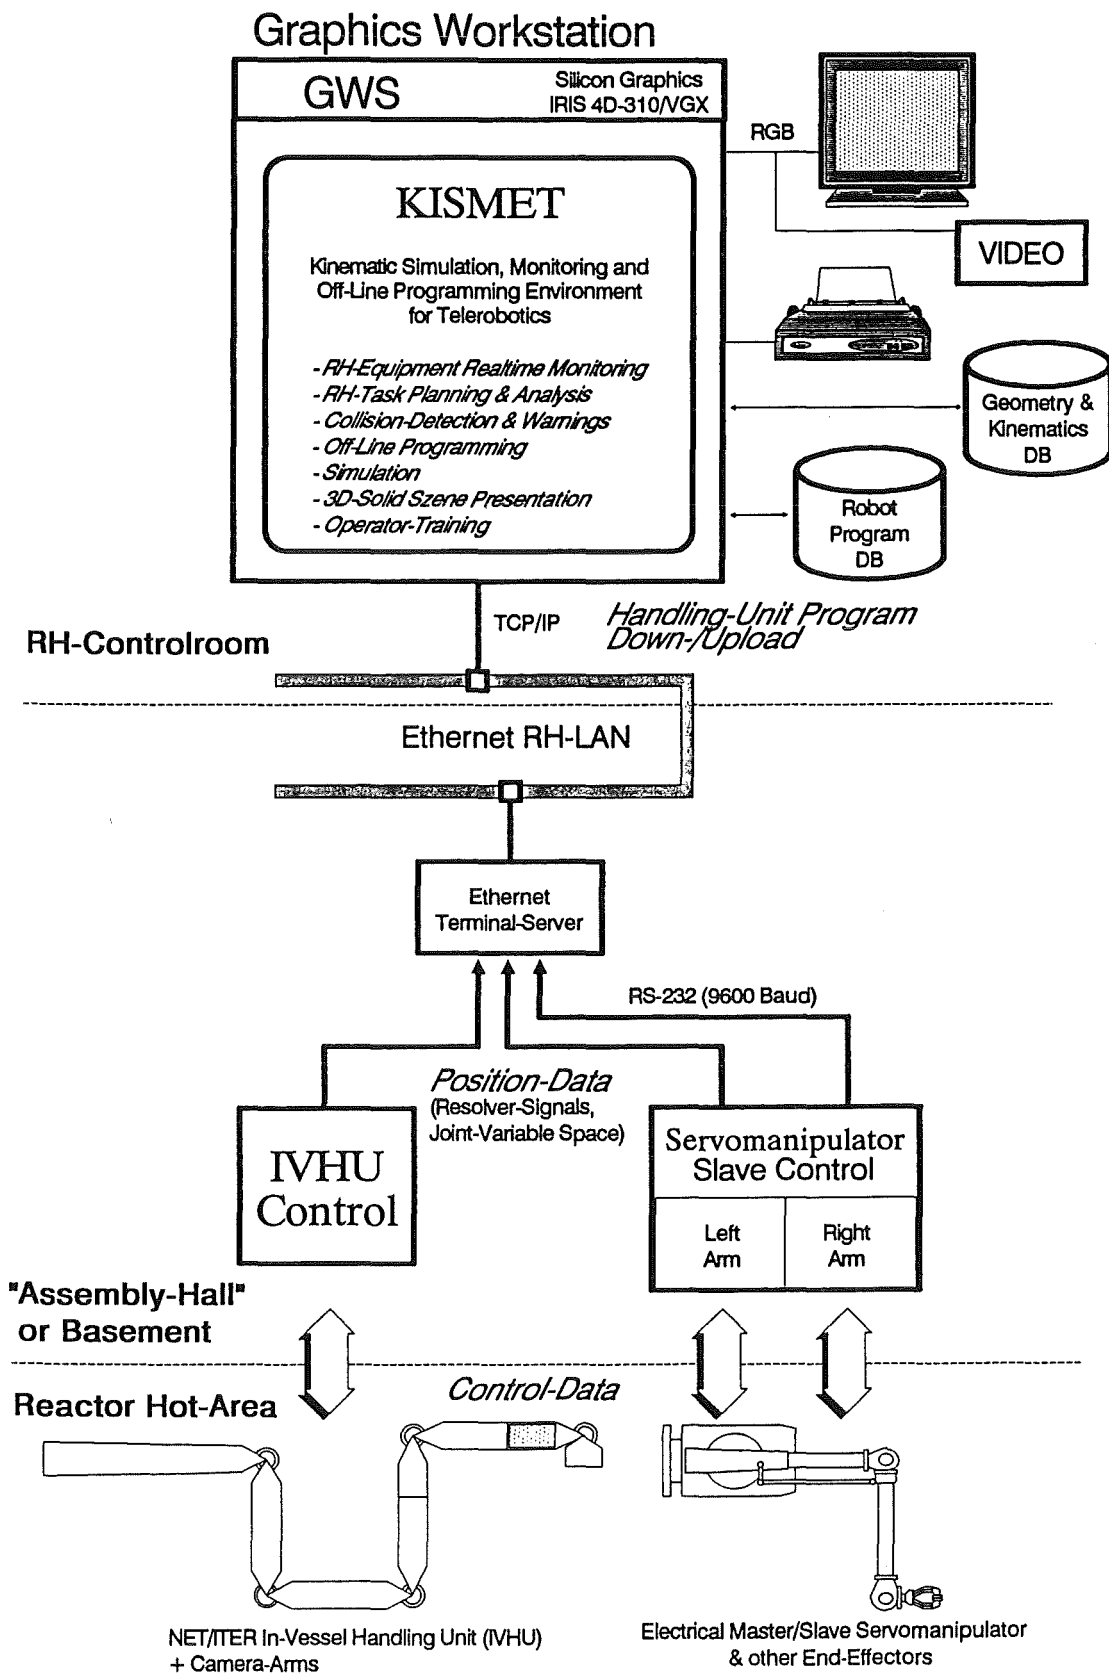 Graphics Workstation
GWS
Silicon Graphics
IRIS 4D-310/VGX
RGB
KISMET
Kinematic Simulation, Monitoring and
Off-Line Programming Environment
for Telerobotics
- RH-Equipment Realtime Monitoring
- RH-Task Planning & Analysis
- Collision-Detection & Warnings
- Off-Line Programming
- Simulation
- 3D-Solid Szene Presentation
- Operator-Training
VIDEO
Geometry &
Kinematics
DB
Robot
Program
DB
TCP/IP
Handling-Unit Program
Down-/Upload
RH-Controlroom
Ethernet RH-LAN
Ethernet
Terminal-Server
RS-232 (9600 Baud)
Position-Data
(Resolver-Signals,
Joint-Variable Space)
IVHU
Control
Servomanipulator
Slave Control
Left
Arm
Right
Arm
"Assembly-Hall"
or Basement
Control-Data
Reactor Hot-Area
NET/ITER In-Vessel Handling Unit (IVHU)
+ Camera-Arms
Electrical Master/Slave Servomanipulator
& other End-Effectors